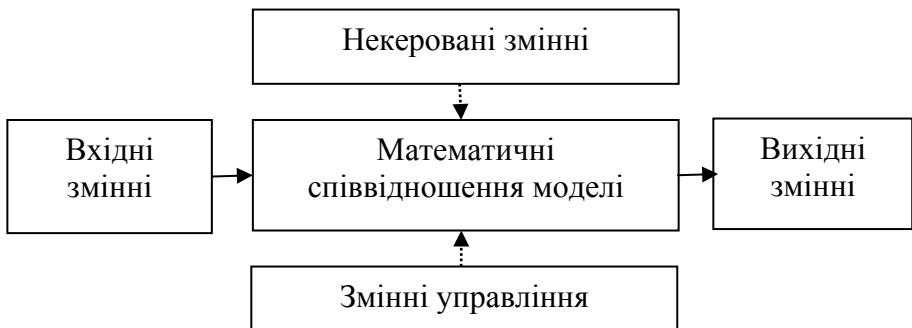 Некеровані змінні
Вхідні
змінні
Математичні
співвідношення моделі
Вихідні
змінні
Змінні управління